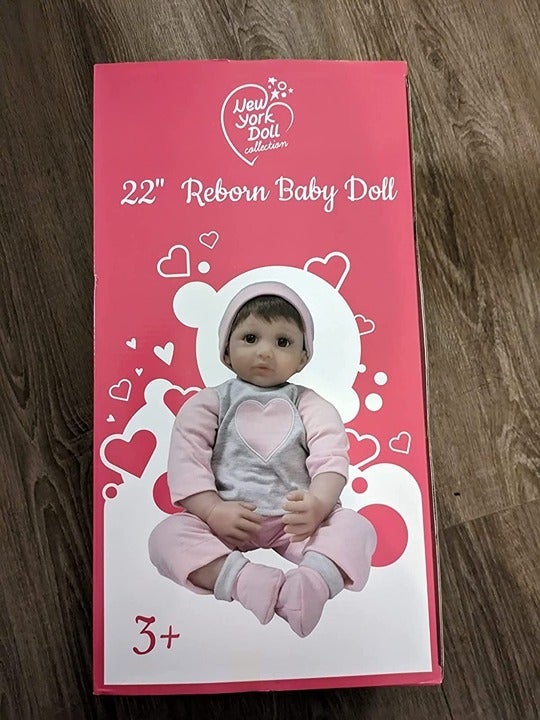 New
York
Doll
collection
22" Reborn Baby Doll
3+